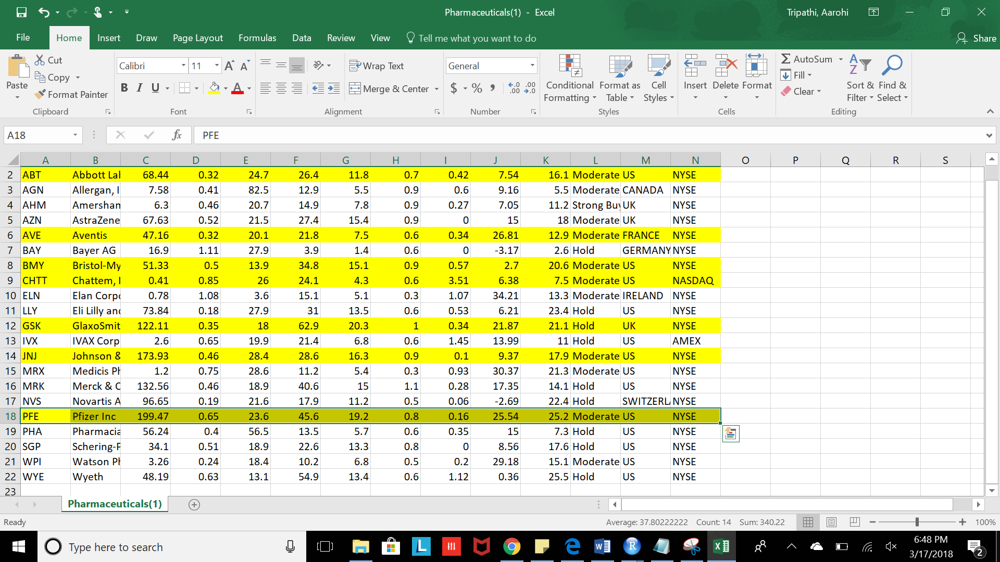 Pharmaceuticals(1) - Excel
Tripathi, Aarohi
File Home Insert Draw Page Layout Formulas Data Review View Tell me what you want to do Share
Cut
Copy
Format Painter
Paste
Clipboard
Calibri 11
B I U A
Font
Wrap Text
Merge & Center
Alignment
General
$ % ,
Number
Conditional Formatting
Format as Table
Cell Styles
Styles
Insert Delete Format
Cells
AutoSum
Fill
Clear
Sort & Filter
Find & Select
Editing
A18 fx PFE
A B C D E F G H I J K L M N O P Q R S
2 ABT Abbott Lal 68.44 0.32 24.7 26.4 11.8 0.7 0.42 7.54 16.1 Moderate US NYSE
3 AGN Allergan, I 7.58 0.41 82.5 12.9 5.5 0.9 0.6 9.16 5.5 Moderate CANADA NYSE
4 AHM Amersham 6.3 0.46 20.7 14.9 7.8 0.9 0.27 7.05 11.2 Strong Buy UK NYSE
5 AZN AstraZene 67.63 0.52 21.5 27.4 15.4 0.9 0 15 18 Moderate UK NYSE
6 AVE Aventis 47.16 0.32 20.1 21.8 7.5 0.6 0.34 26.81 12.9 Moderate FRANCE NYSE
7 BAY Bayer AG 16.9 1.11 27.9 3.9 1.4 0.6 0 -3.17 2.6 Hold GERMANY NYSE
8 BMY Bristol-My 51.33 0.5 13.9 34.8 15.1 0.9 0.57 2.7 20.6 Moderate US NYSE
9 CHTT Chattem, I 0.41 0.85 26 24.1 4.3 0.6 3.51 6.38 7.5 Moderate US NASDAQ
10 ELN Elan Corpo 0.78 1.08 3.6 15.1 5.1 0.3 1.07 34.21 13.3 Moderate IRELAND NYSE
11 LLY Eli Lilly and 73.84 0.18 27.9 31 13.5 0.6 0.53 6.21 23.4 Hold US NYSE
12 GSK GlaxoSmit 122.11 0.35 18 62.9 20.3 1 0.34 21.87 21.1 Hold UK NYSE
13 IVX IVAX Corp 2.6 0.65 19.9 21.4 6.8 0.6 1.45 13.99 11 Hold US AMEX
14 JNJ Johnson & 173.93 0.46 28.4 28.6 16.3 0.9 0.1 9.37 17.9 Moderate US NYSE
15 MRX Medicis Ph 1.2 0.75 28.6 11.2 5.4 0.3 0.93 30.37 21.3 Moderate US NYSE
16 MRK Merck & C 132.56 0.46 18.9 40.6 15 1.1 0.28 17.35 14.1 Hold US NYSE
17 NVS Novartis A 96.65 0.19 21.6 17.9 11.2 0.5 0.06 -2.69 22.4 Hold SWITZERLA NYSE
18 PFE Pfizer Inc 199.47 0.65 23.6 45.6 19.2 0.8 0.16 25.54 25.2 Moderate US NYSE
19 PHA Pharmacia 56.24 0.4 56.5 13.5 5.7 0.6 0.35 15 7.3 Hold US NYSE
20 SGP Schering-P 34.1 0.51 18.9 22.6 13.3 0.8 0 8.56 17.6 Hold US NYSE
21 WPI Watson Ph 3.26 0.24 18.4 10.2 6.8 0.5 0.2 29.18 15.1 Moderate US NYSE
22 WYE Wyeth 48.19 0.63 13.1 54.9 13.4 0.6 1.12 0.36 25.5 Hold US NYSE
23
Pharmaceuticals(1)
Ready Average: 37.80222222 Count: 14 Sum: 340.22 100%
Type here to search
6:48 PM
3/17/2018
2